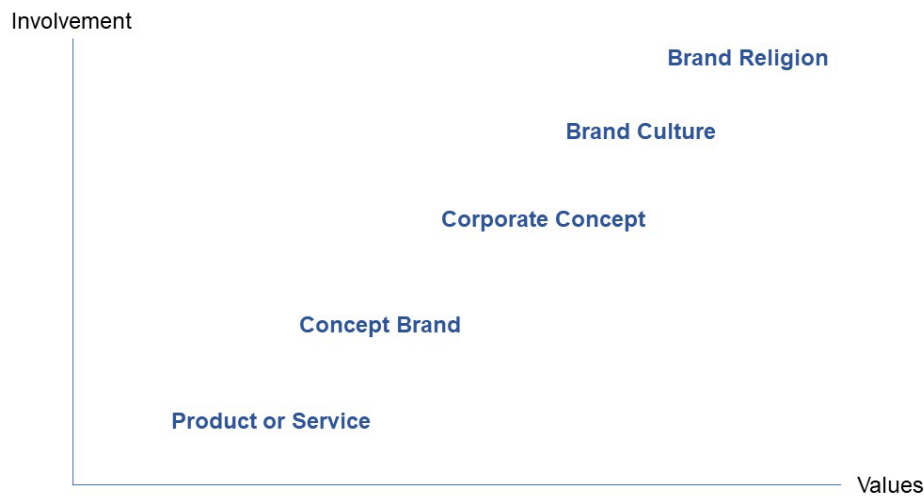 Involvement
Brand Religion
Brand Culture
Corporate Concept
Concept Brand
Product or Service
Values